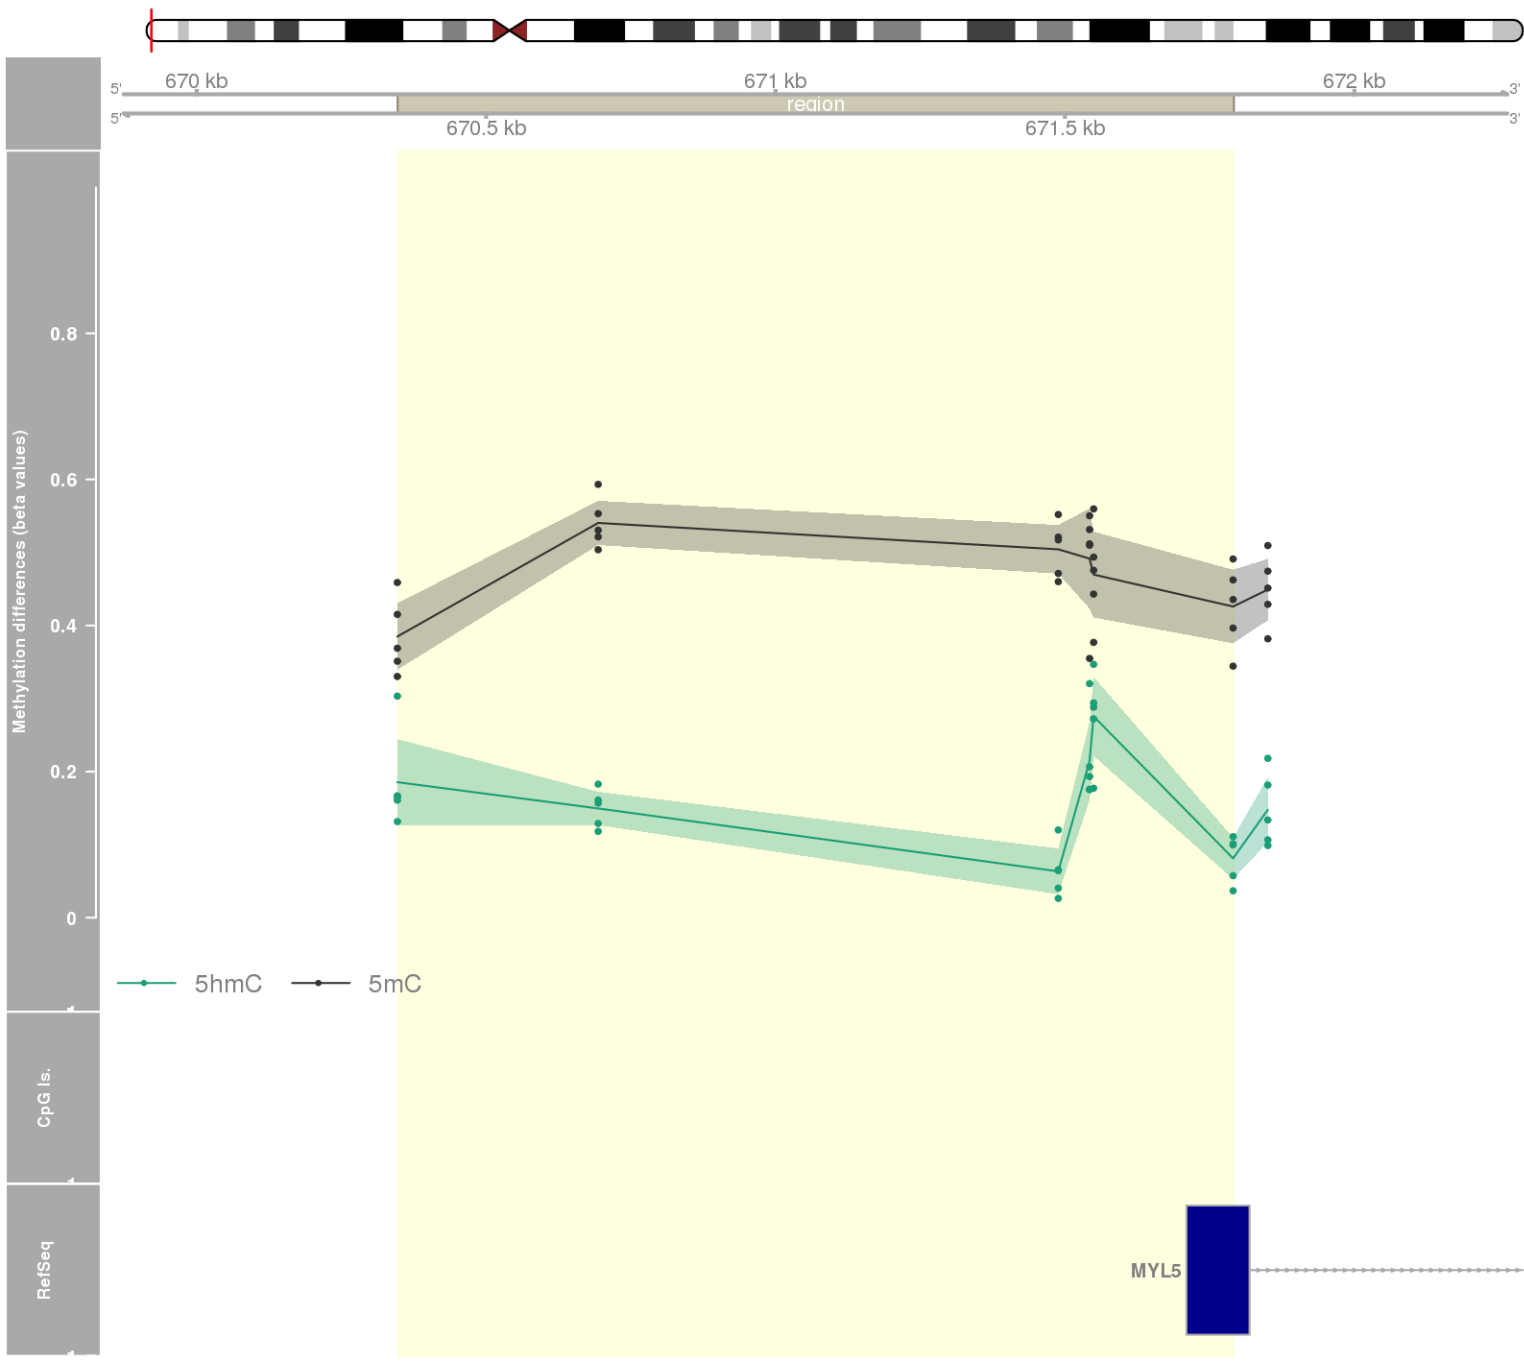 670 kb 671 kb 672 kb
5' 3'
region
5' 3'
670.5 kb 671.5 kb
Methylation differences (beta values)
0.8
0.6
0.4
0.2
0
5hmC 5mC
CpG Is.
RefSeq
MYL5